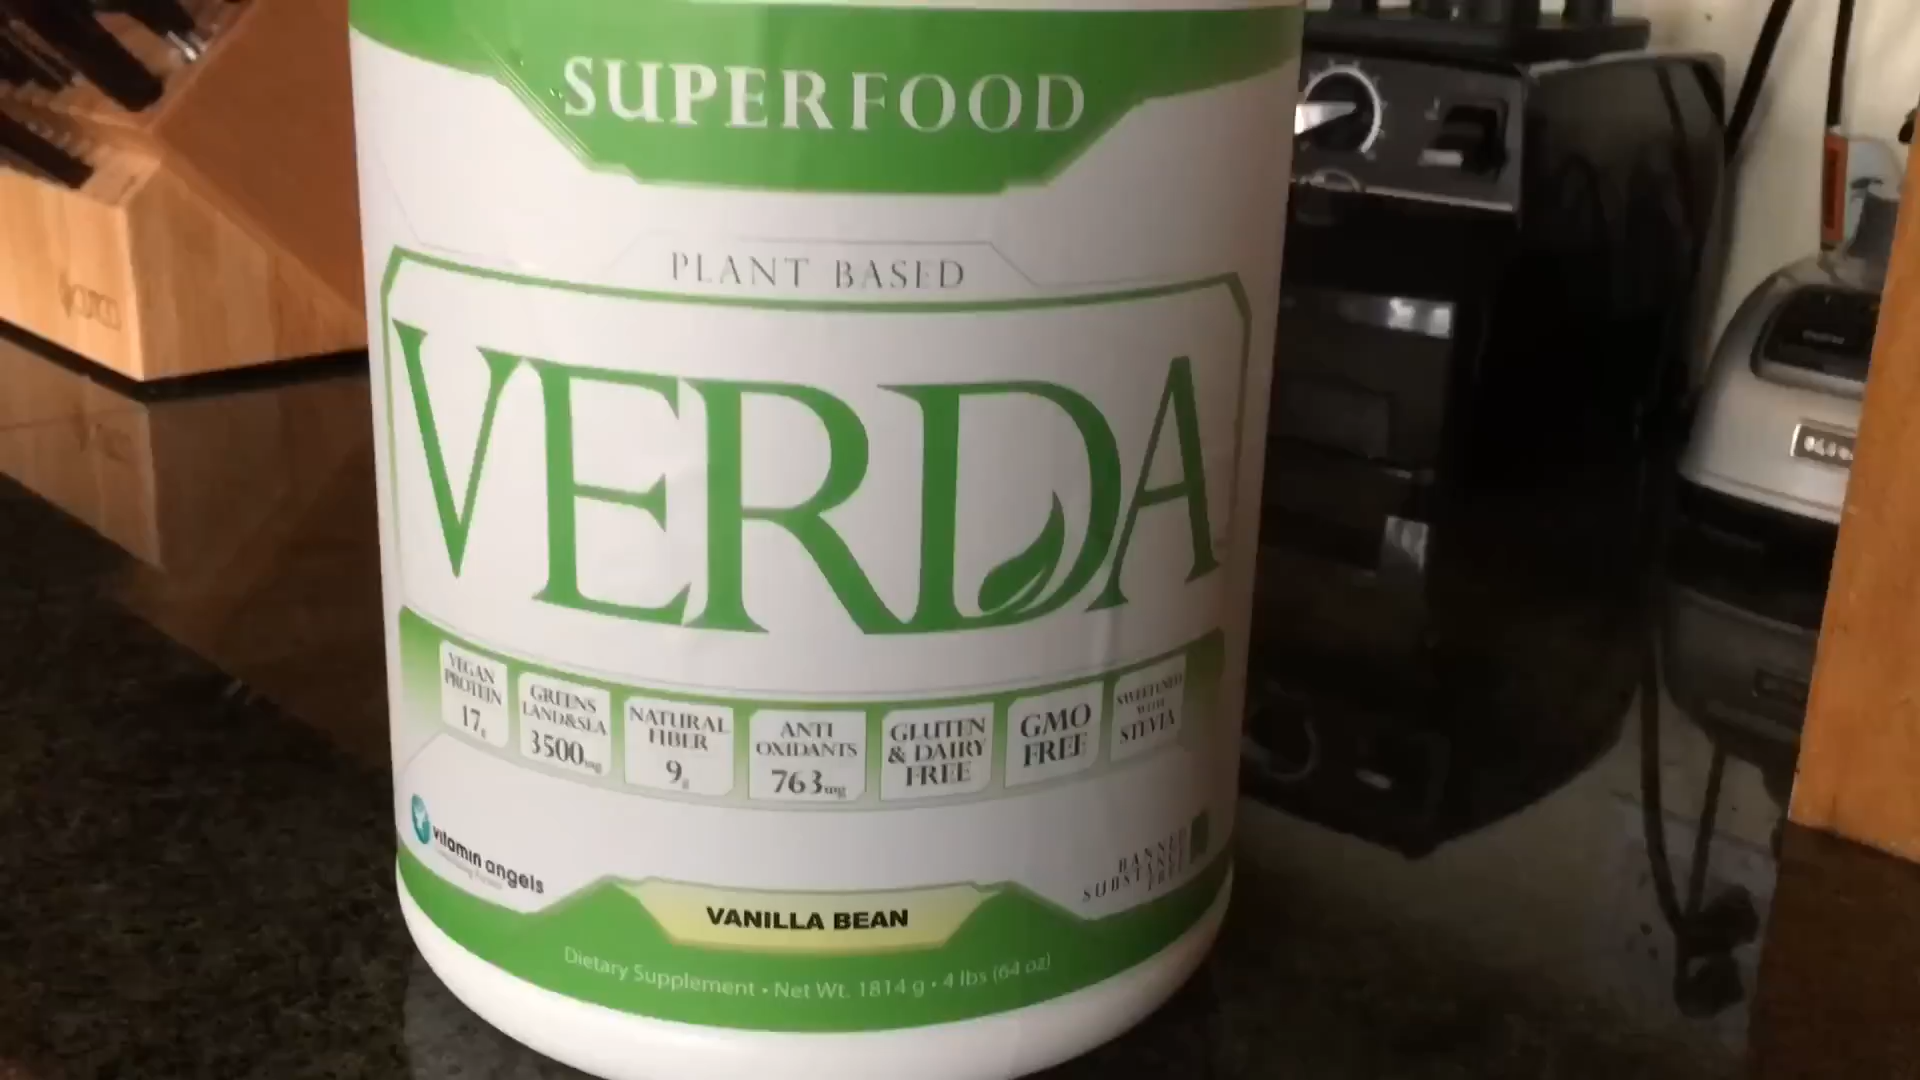 SUPERFOOD
PLANT BASED
VERDA
VEGAN
PROTEIN
17g
GREENS
LAND&SEA
3500mg
NATURAL
FIBER
9g
ANTI
OXIDANTS
763mg
GLUTEN
& DAIRY
FREE
GMO
FREE
SWEETENED
WITH
STEVIA
vitamin angels
BANNED
SUBSTANCE
FREE
VANILLA BEAN
Dietary Supplement • Net Wt. 1814 g • 4 lbs (64 oz)
CUTCO